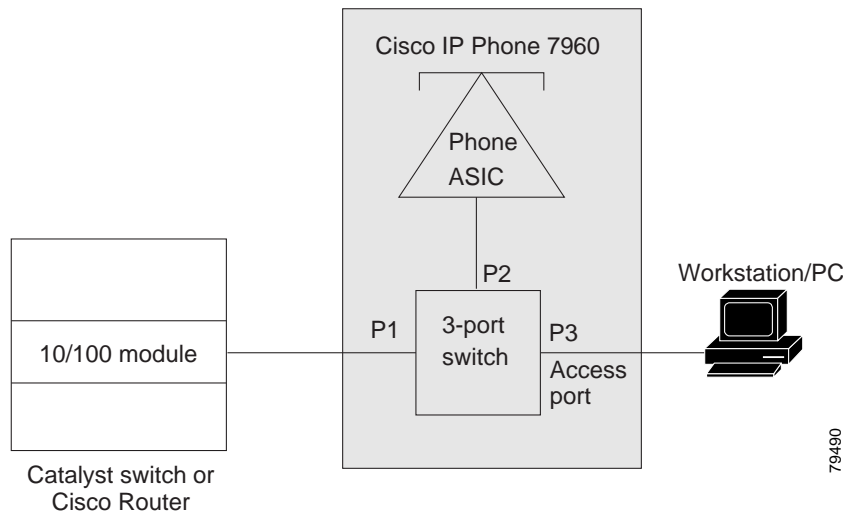 Cisco IP Phone 7960
Phone
ASIC
P2
Workstation/PC
P1
3-port
switch
P3
10/100 module
Access
port
Catalyst switch or
Cisco Router
79490